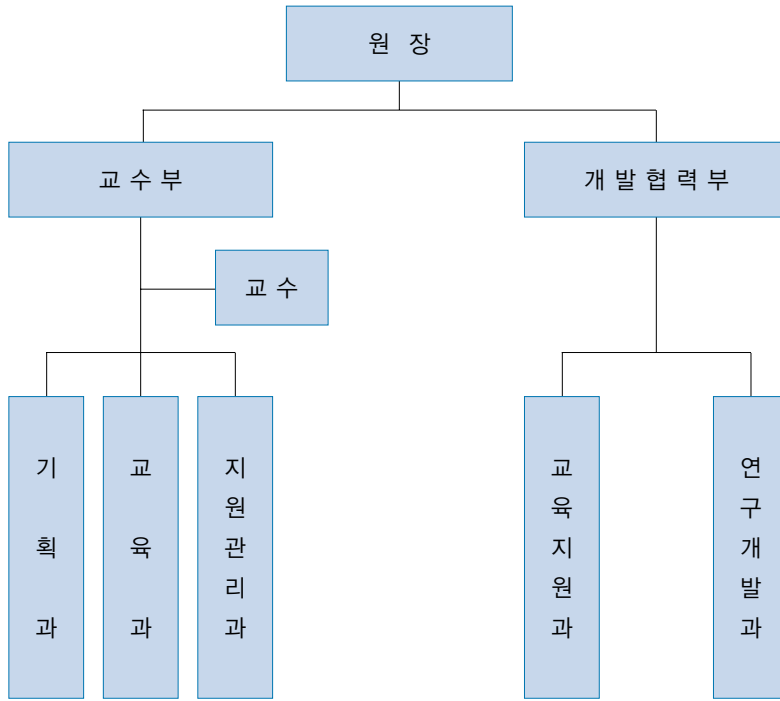 원 장
교 수 부
개 발 협 력 부
교 수
기 획 과
교 육 과
지 원 관 리 과
교 육 지 원 과
연 구 개 발 과